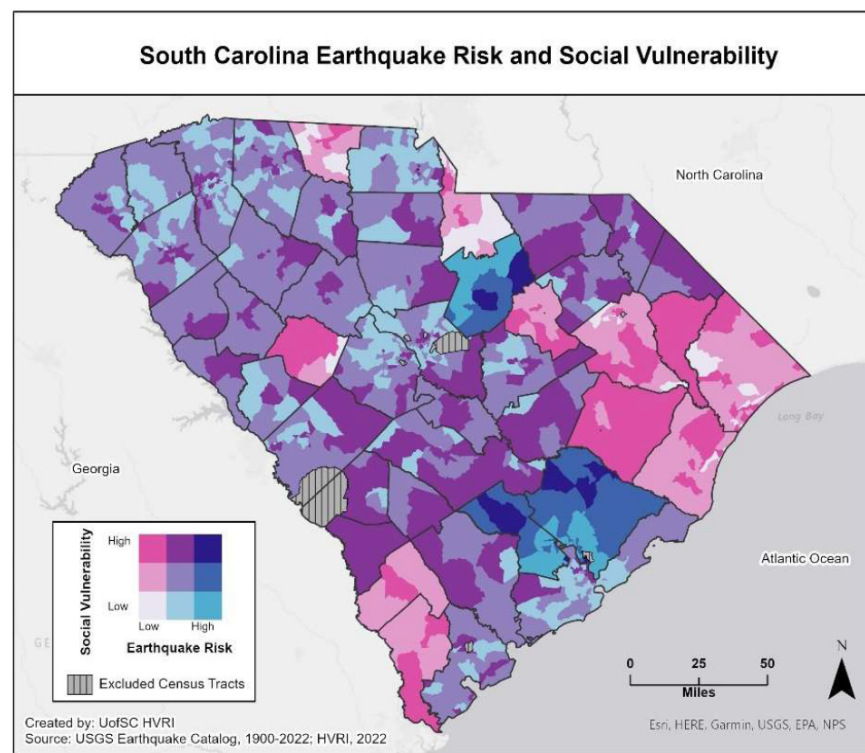 South Carolina Earthquake Risk and Social Vulnerability
North Carolina
Long Bay
Georgia
Atlantic Ocean
Social Vulnerability
High
Low
Low
High
Earthquake Risk
Excluded Census Tracts
0
25
50
Miles
N
Created by: UofSC HVRI
Source: USGS Earthquake Catalog, 1900-2022; HVRI, 2022
Esri, HERE, Garmin, USGS, EPA, NPS